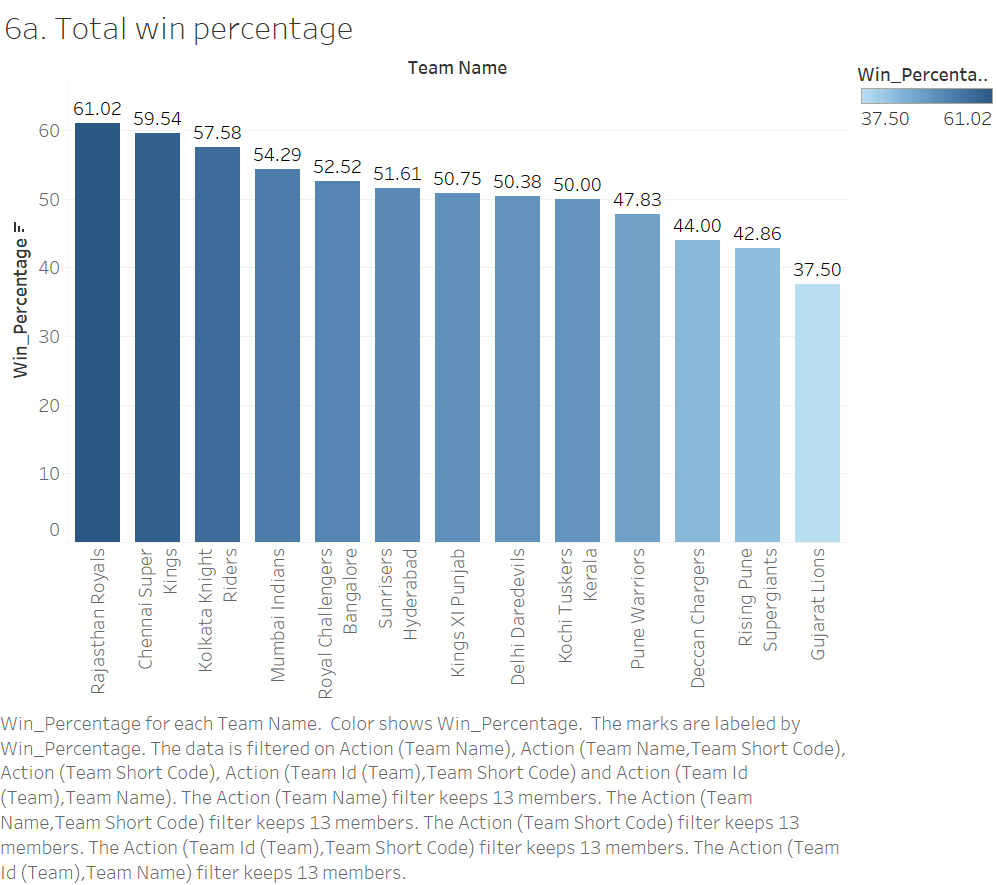 6a. Total win percentage
Team Name
Win_Percenta..
37.50 61.02
Win_Percentage
60
50
40
30
20
10
0
61.02
59.54
57.58
54.29
52.52
51.61
50.75
50.38
50.00
47.83
44.00
42.86
37.50
Rajasthan Royals
Chennai Super
Kings
Kolkata Knight
Riders
Mumbai Indians
Royal Challengers
Bangalore
Sunrisers
Hyderabad
Kings XI Punjab
Delhi Daredevils
Kochi Tuskers
Kerala
Pune Warriors
Deccan Chargers
Rising Pune
Supergiants
Gujarat Lions
Win_Percentage for each Team Name.  Color shows Win_Percentage.  The marks are labeled by
Win_Percentage. The data is filtered on Action (Team Name), Action (Team Name,Team Short Code),
Action (Team Short Code), Action (Team Id (Team),Team Short Code) and Action (Team Id
(Team),Team Name). The Action (Team Name) filter keeps 13 members. The Action (Team
Name,Team Short Code) filter keeps 13 members. The Action (Team Short Code) filter keeps 13
members. The Action (Team Id (Team),Team Short Code) filter keeps 13 members. The Action (Team
Id (Team),Team Name) filter keeps 13 members.